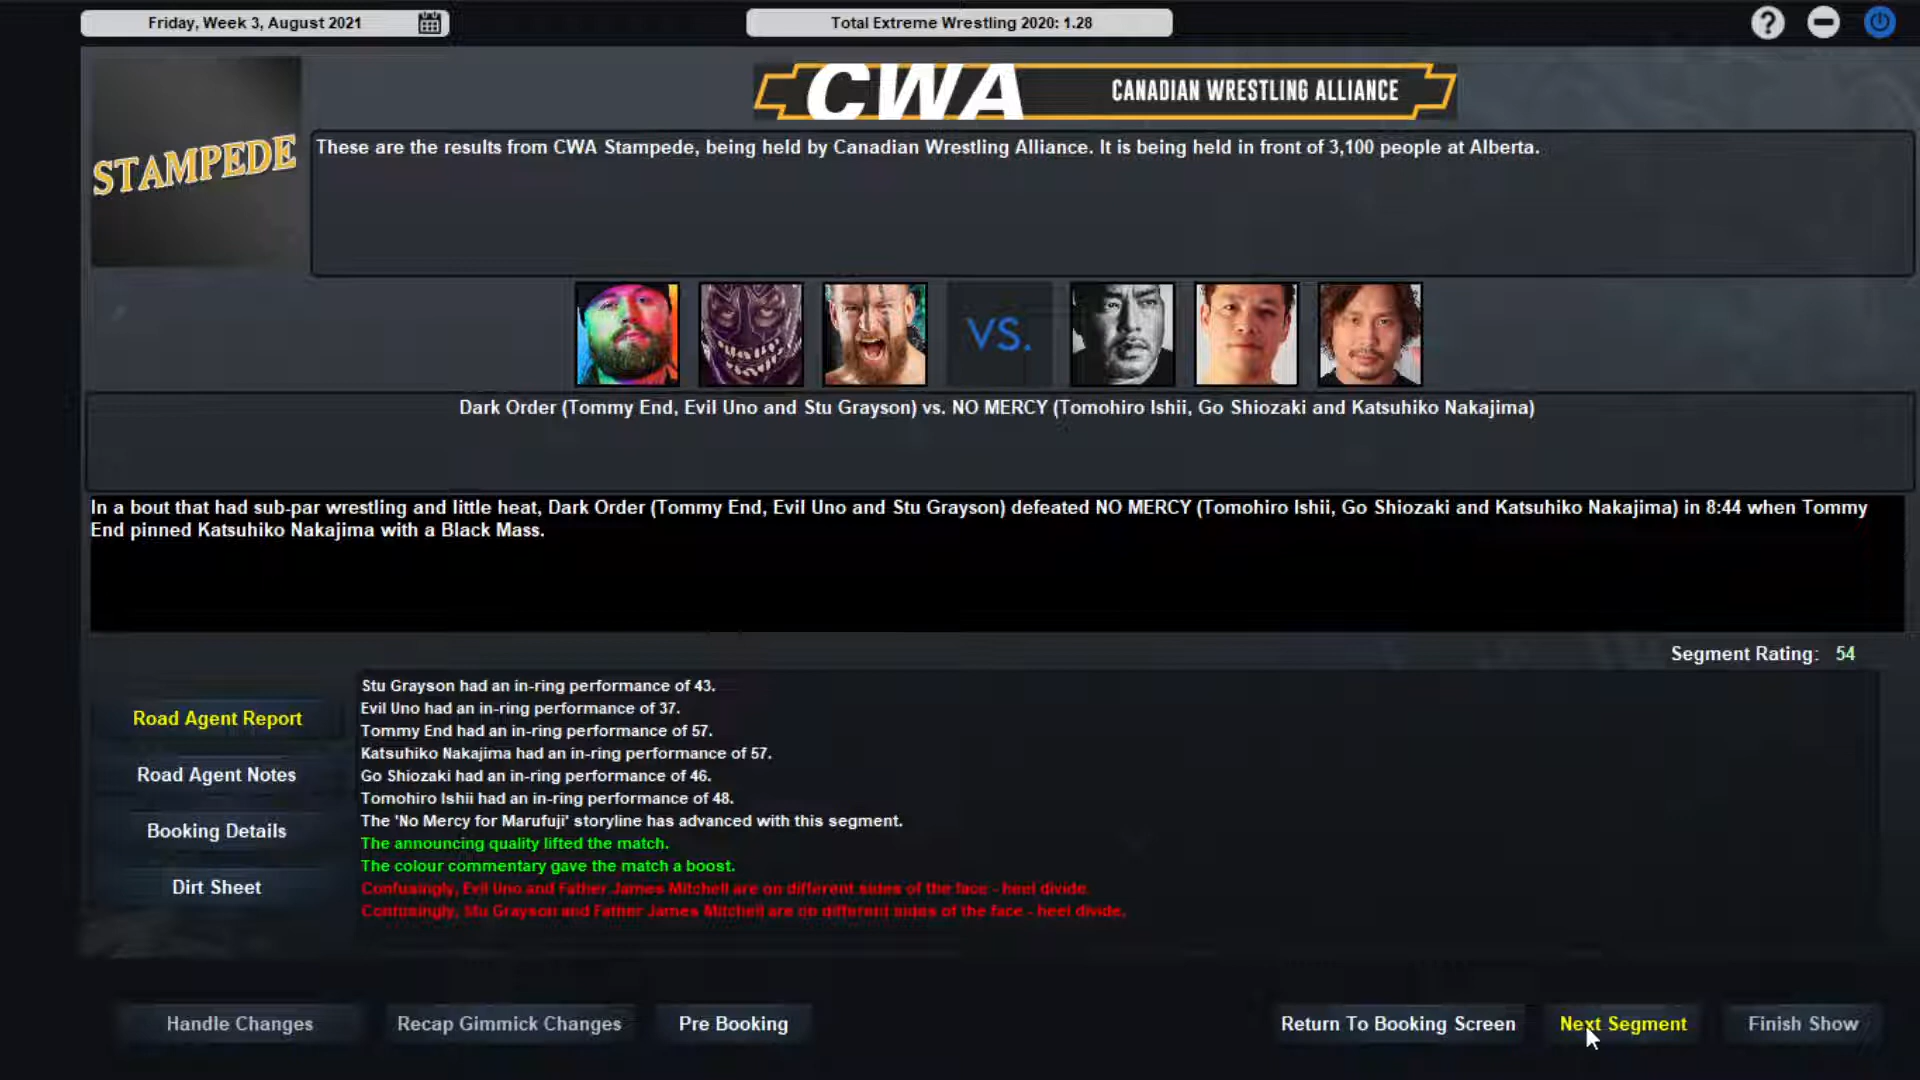 Friday, Week 3, August 2021
Total Extreme Wrestling 2020: 1.28
?
STAMPEDE
CWA CANADIAN WRESTLING ALLIANCE
These are the results from CWA Stampede, being held by Canadian Wrestling Alliance. It is being held in front of 3,100 people at Alberta.
VS.
Dark Order (Tommy End, Evil Uno and Stu Grayson) vs. NO MERCY (Tomohiro Ishii, Go Shiozaki and Katsuhiko Nakajima)
In a bout that had sub-par wrestling and little heat, Dark Order (Tommy End, Evil Uno and Stu Grayson) defeated NO MERCY (Tomohiro Ishii, Go Shiozaki and Katsuhiko Nakajima) in 8:44 when Tommy
End pinned Katsuhiko Nakajima with a Black Mass.
Segment Rating: 54
Road Agent Report
Road Agent Notes
Booking Details
Dirt Sheet
Stu Grayson had an in-ring performance of 43.
Evil Uno had an in-ring performance of 37.
Tommy End had an in-ring performance of 57.
Katsuhiko Nakajima had an in-ring performance of 57.
Go Shiozaki had an in-ring performance of 46.
Tomohiro Ishii had an in-ring performance of 48.
The 'No Mercy for Marufuji' storyline has advanced with this segment.
The announcing quality lifted the match.
The colour commentary gave the match a boost.
Confusingly, Evil Uno and Father James Mitchell are on different sides of the face - heel divide.
Confusingly, Stu Grayson and Father James Mitchell are on different sides of the face - heel divide.
Handle Changes
Recap Gimmick Changes
Pre Booking
Return To Booking Screen
Next Segment
Finish Show